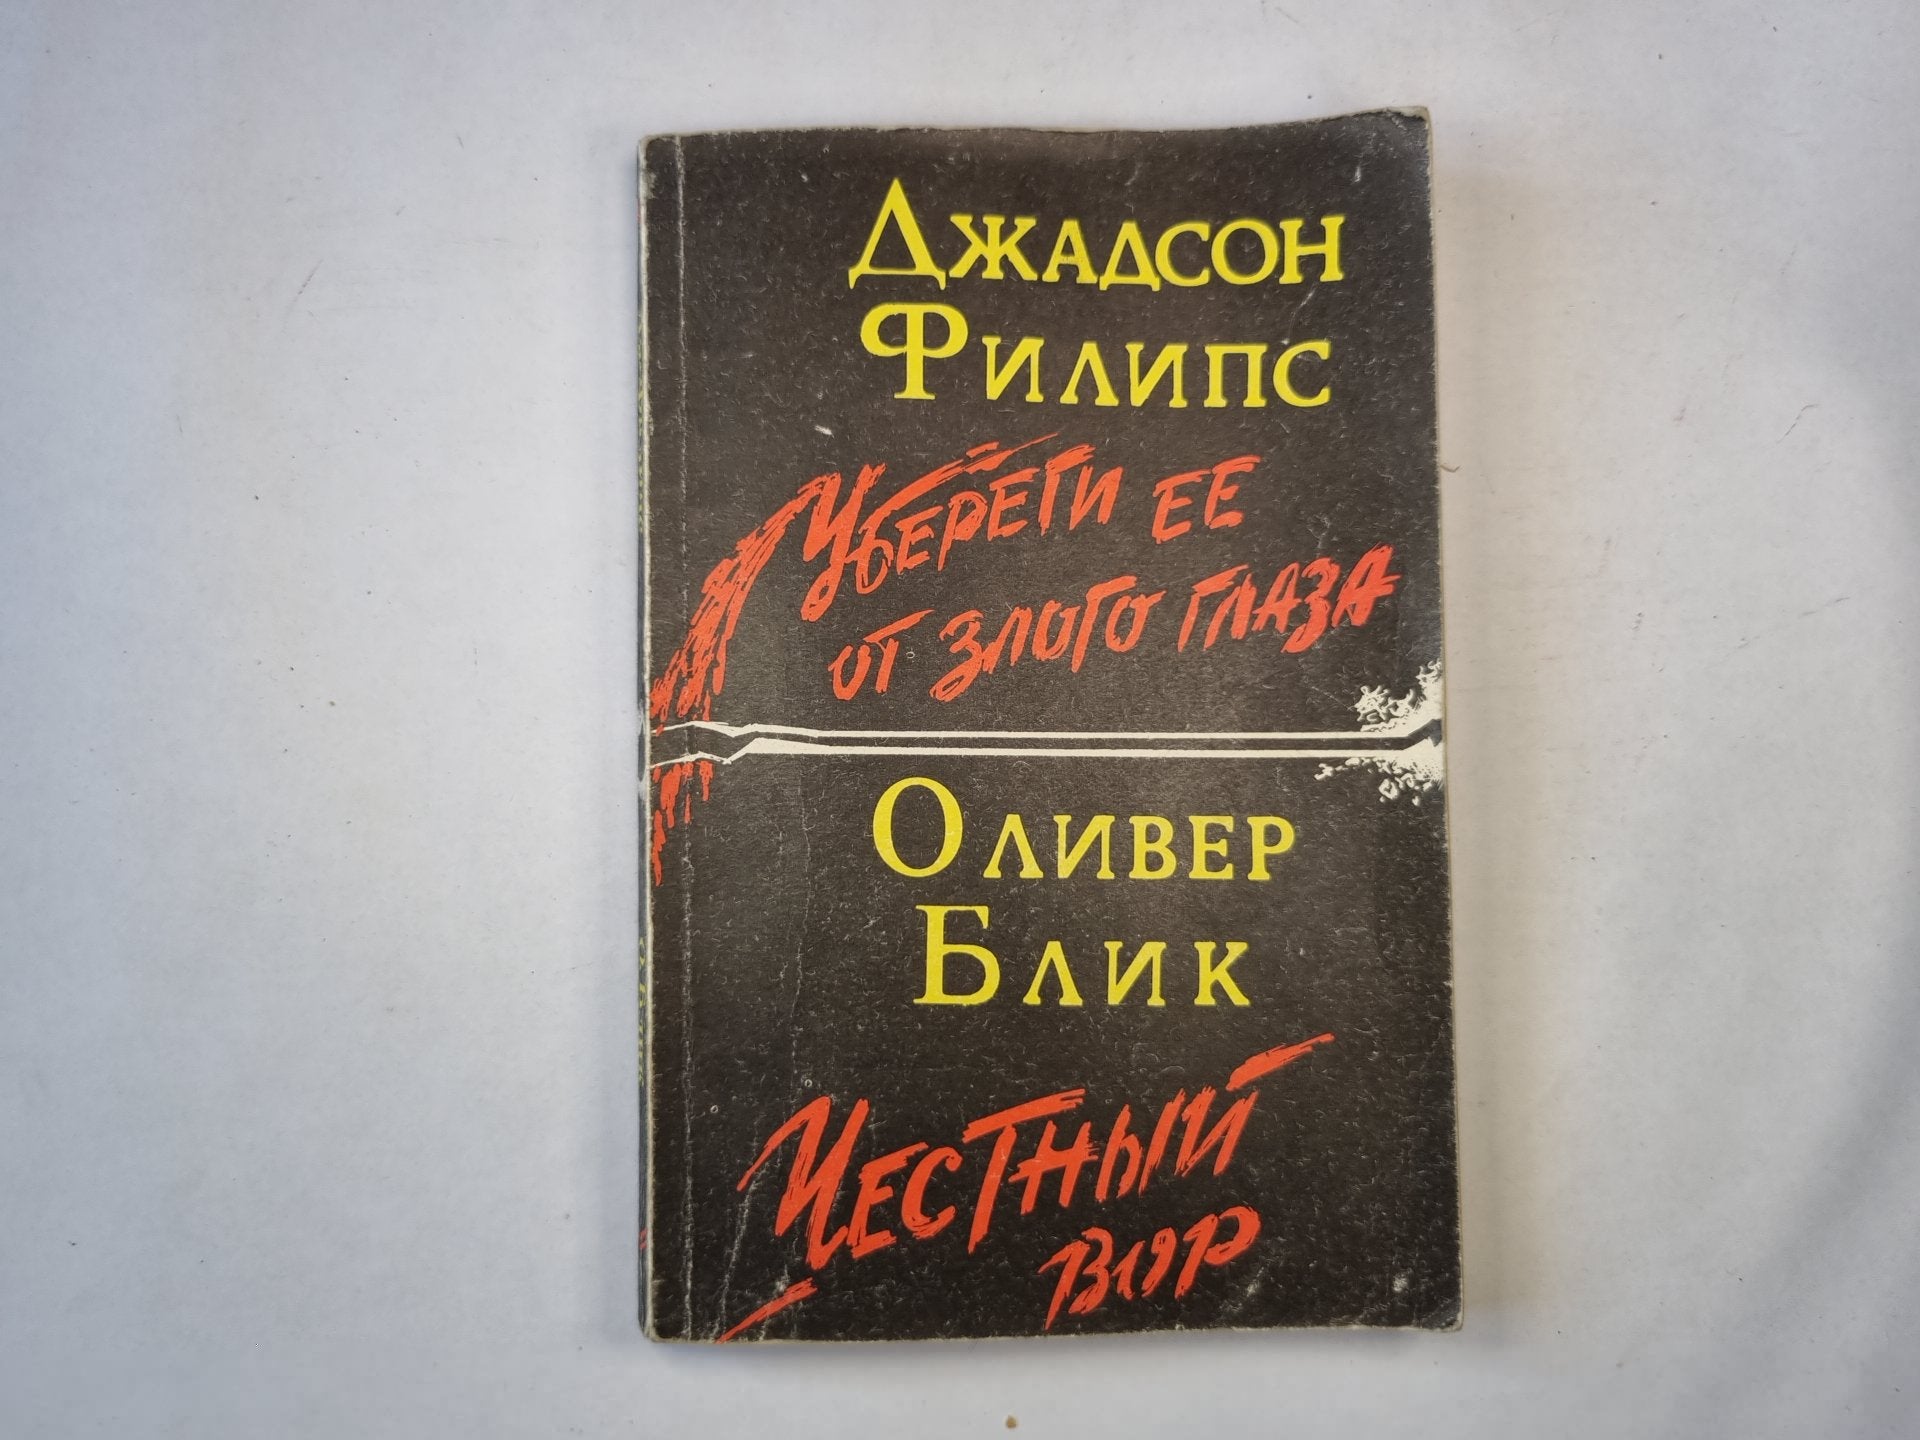 Джадсон
Филипс
Убереги ее
от злого глаза
Оливер
Блик
Честный
вор